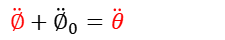 Ø̈ + Ø̈₀ = θ̈